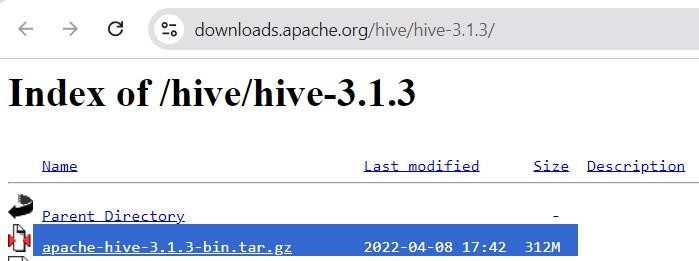 downloads.apache.org/hive/hive-3.1.3/
Index of /hive/hive-3.1.3
Name Last modified Size Description
Parent Directory -
apache-hive-3.1.3-bin.tar.gz 2022-04-08 17:42 312M